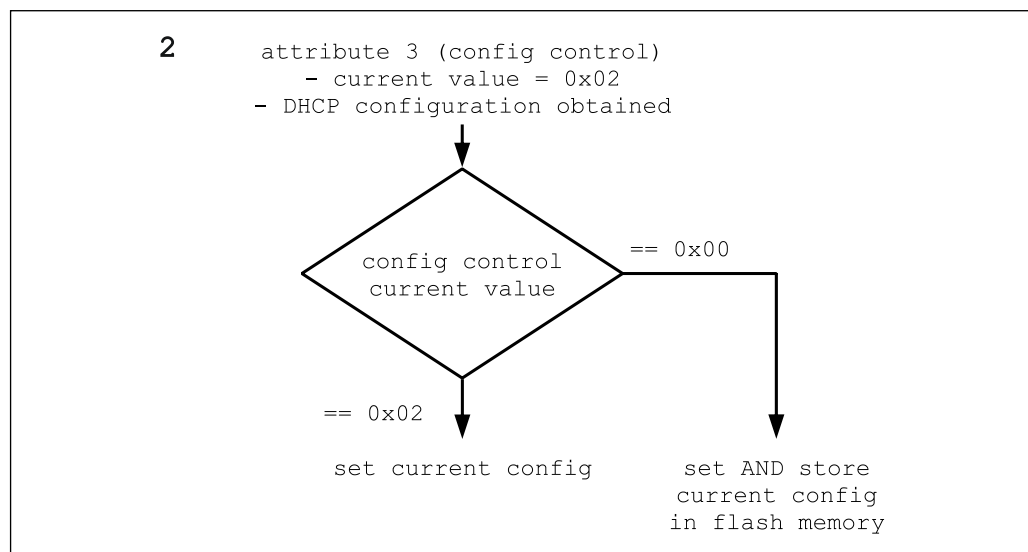 2
attribute 3 (config control)
- current value = 0x02
- DHCP configuration obtained
config control
current value
== 0x00
== 0x02
set current config
set AND store
current config
in flash memory